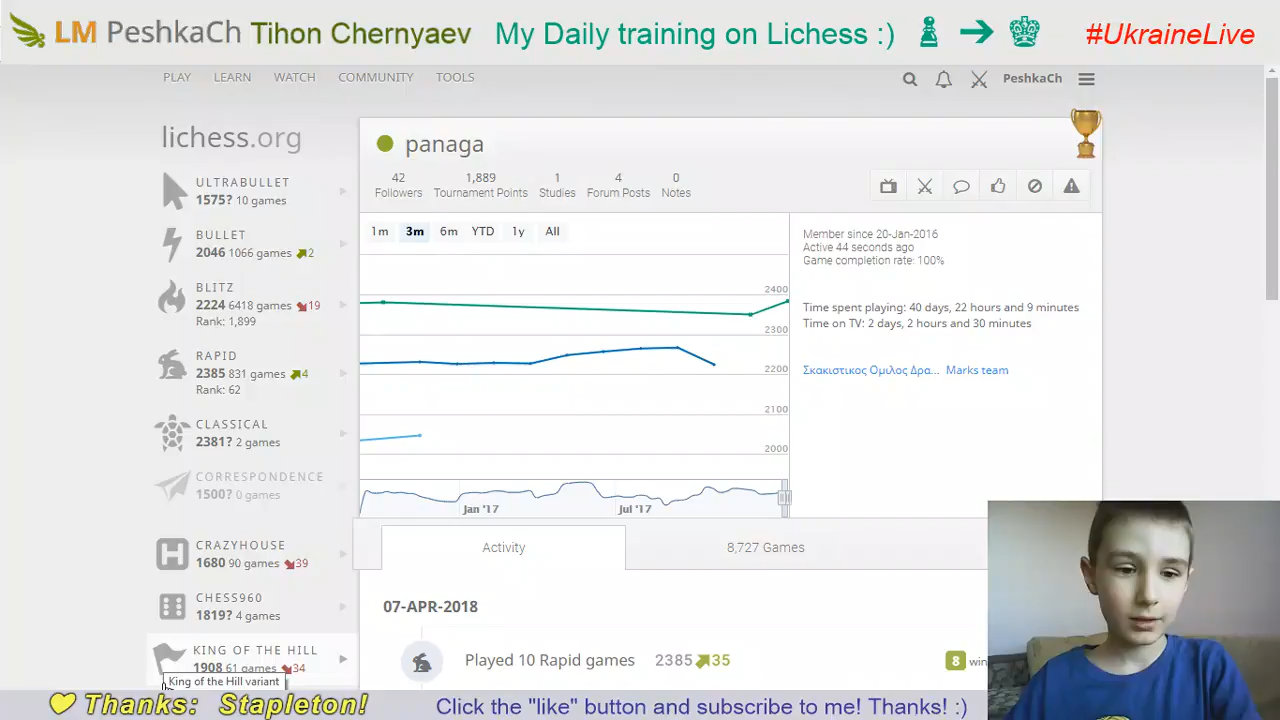 LM PeshkaCh Tihon Chernyaev My Daily training on Lichess :) #UkraineLive
PLAY LEARN WATCH COMMUNITY TOOLS PeshkaCh
lichess.org
ULTRABULLET
1575? 10 games
BULLET
2046 1066 games 2
BLITZ
2224 6418 games 19
Rank: 1,899
RAPID
2385 831 games 4
Rank: 62
CLASSICAL
2381? 2 games
CORRESPONDENCE
1500? 0 games
CRAZYHOUSE
1680 90 games 39
CHESS960
1819? 4 games
KING OF THE HILL
1908 61 games 34
King of the Hill variant
panaga
42 1,889 1 4 0
Followers Tournament Points Studies Forum Posts Notes
1m 3m 6m YTD 1y All
2400
2300
2200
2100
2000
Jan '17 Jul '17
Member since 20-Jan-2016
Active 44 seconds ago
Game completion rate: 100%
Time spent playing: 40 days, 22 hours and 9 minutes
Time on TV: 2 days, 2 hours and 30 minutes
Σκακιστικος Ομιλος Δρα... Marks team
Activity 8,727 Games
07-APR-2018
Played 10 Rapid games 2385 35 8 win
Thanks: Stapleton! Click the "like" button and subscribe to me! Thanks! :)